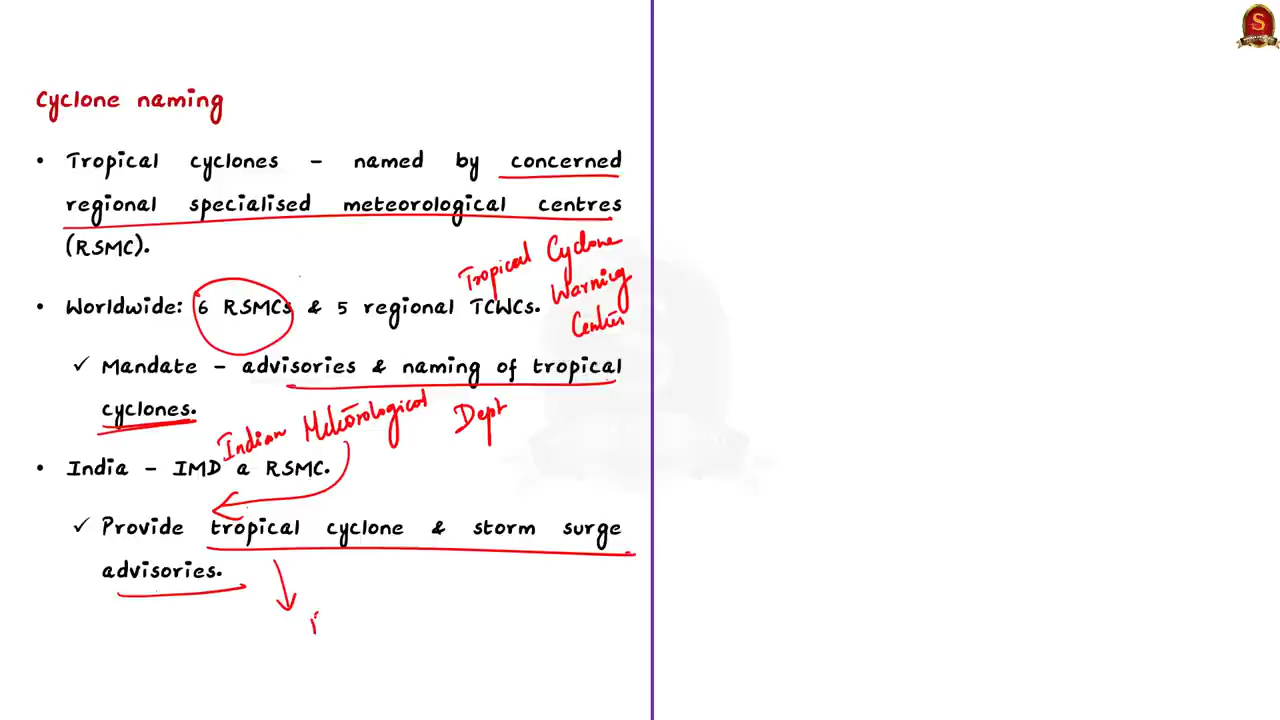 Cyclone naming
• Tropical cyclones - named by concerned
regional specialised meteorological centres
(RSMC).
Tropical Cyclone
Warning
• Worldwide: 6 RSMCs & 5 regional TCWCs.
✓ Mandate - advisories & naming of tropical
cyclones.
Indian Meteorological Dept
• India - IMD a RSMC.
✓ Provide tropical cyclone & storm surge
advisories.
S